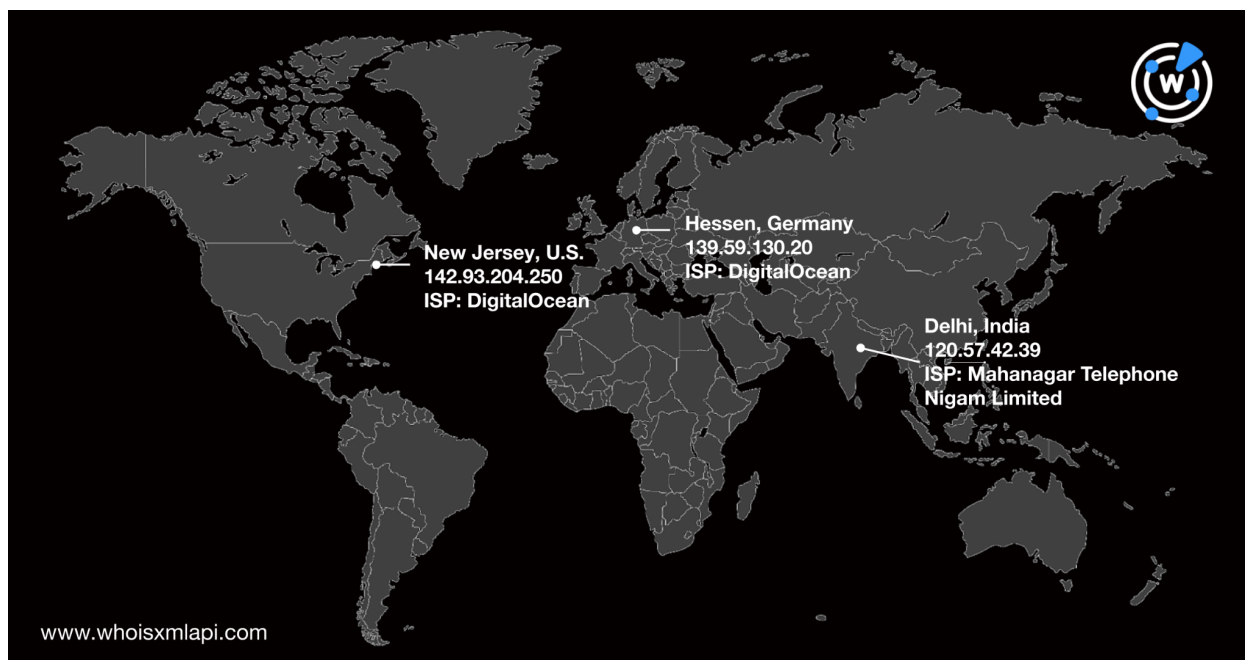 W
Hessen, Germany
139.59.130.20
ISP: DigitalOcean
New Jersey, U.S.
142.93.204.250
ISP: DigitalOcean
Delhi, India
120.57.42.39
ISP: Mahanagar Telephone
Nigam Limited
www.whoisxmlapi.com